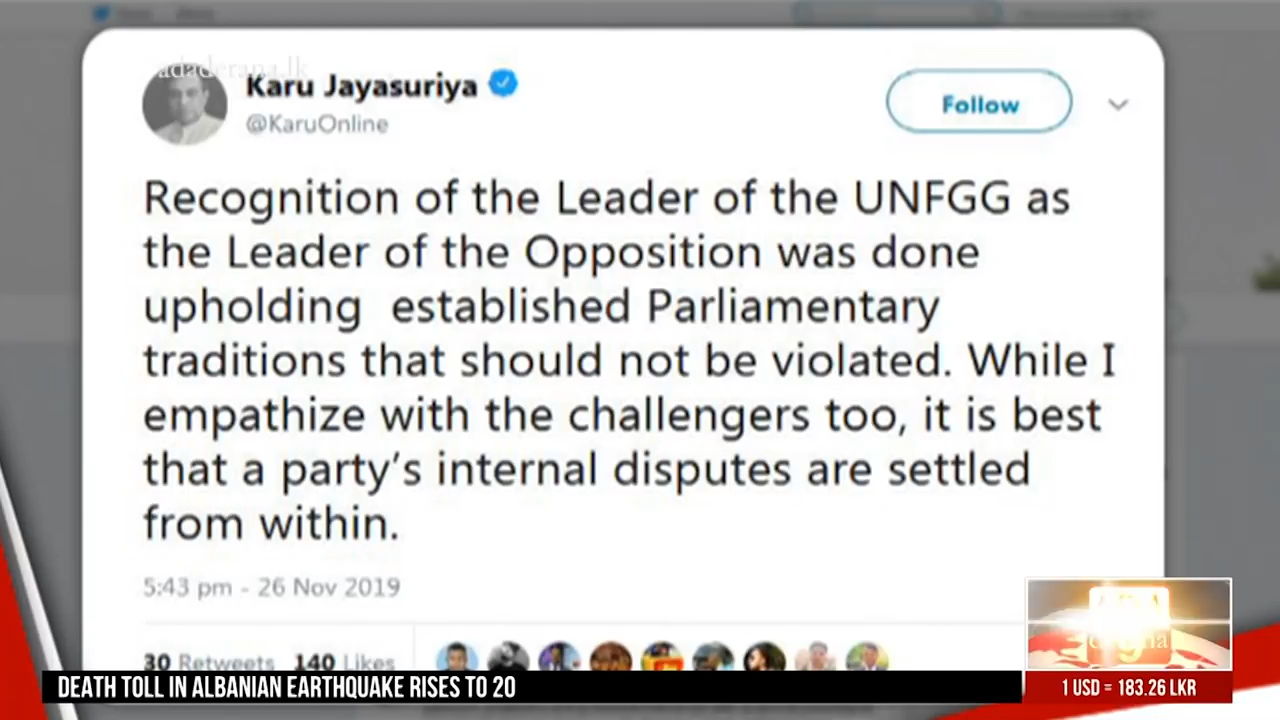 adaderana.lk
Karu Jayasuriya
@KaruOnline
Follow
Recognition of the Leader of the UNFGG as
the Leader of the Opposition was done
upholding established Parliamentary
traditions that should not be violated. While I
empathize with the challengers too, it is best
that a party's internal disputes are settled
from within.
5:43 pm - 26 Nov 2019
30 Retweets 140 Likes
DEATH TOLL IN ALBANIAN EARTHQUAKE RISES TO 20
1 USD = 183.26 LKR